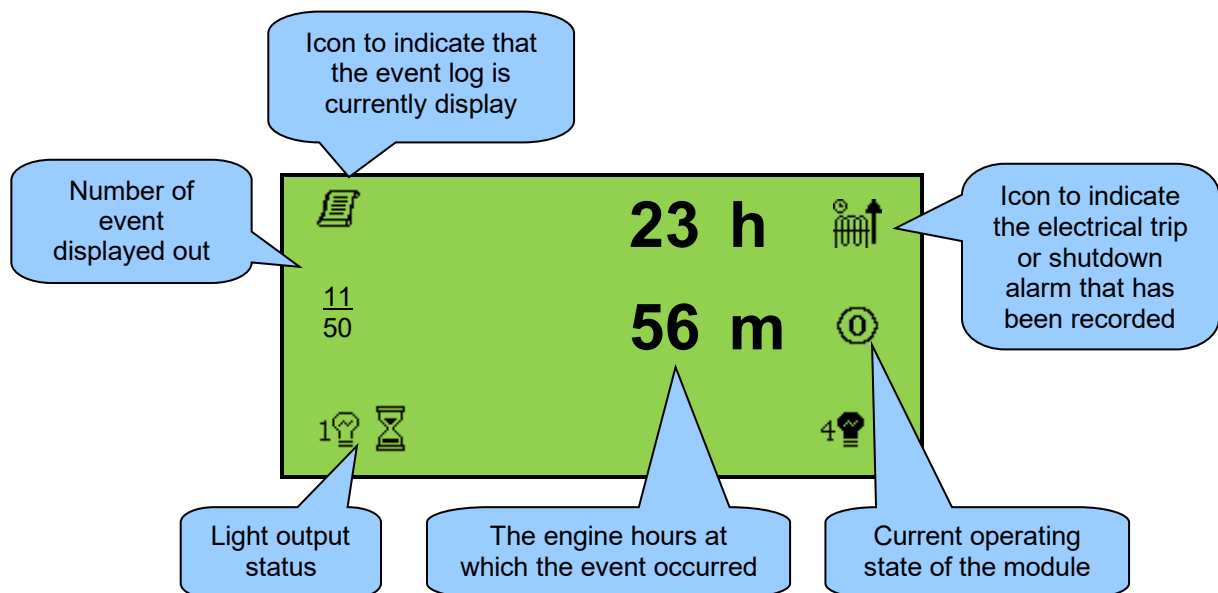 Icon to indicate that
the event log is
currently display
Number of
event
displayed out
Icon to indicate
the electrical trip
or shutdown
alarm that has
been recorded
23 h
11
50
56 m
0
1
4
Light output
status
The engine hours at
which the event occurred
Current operating
state of the module